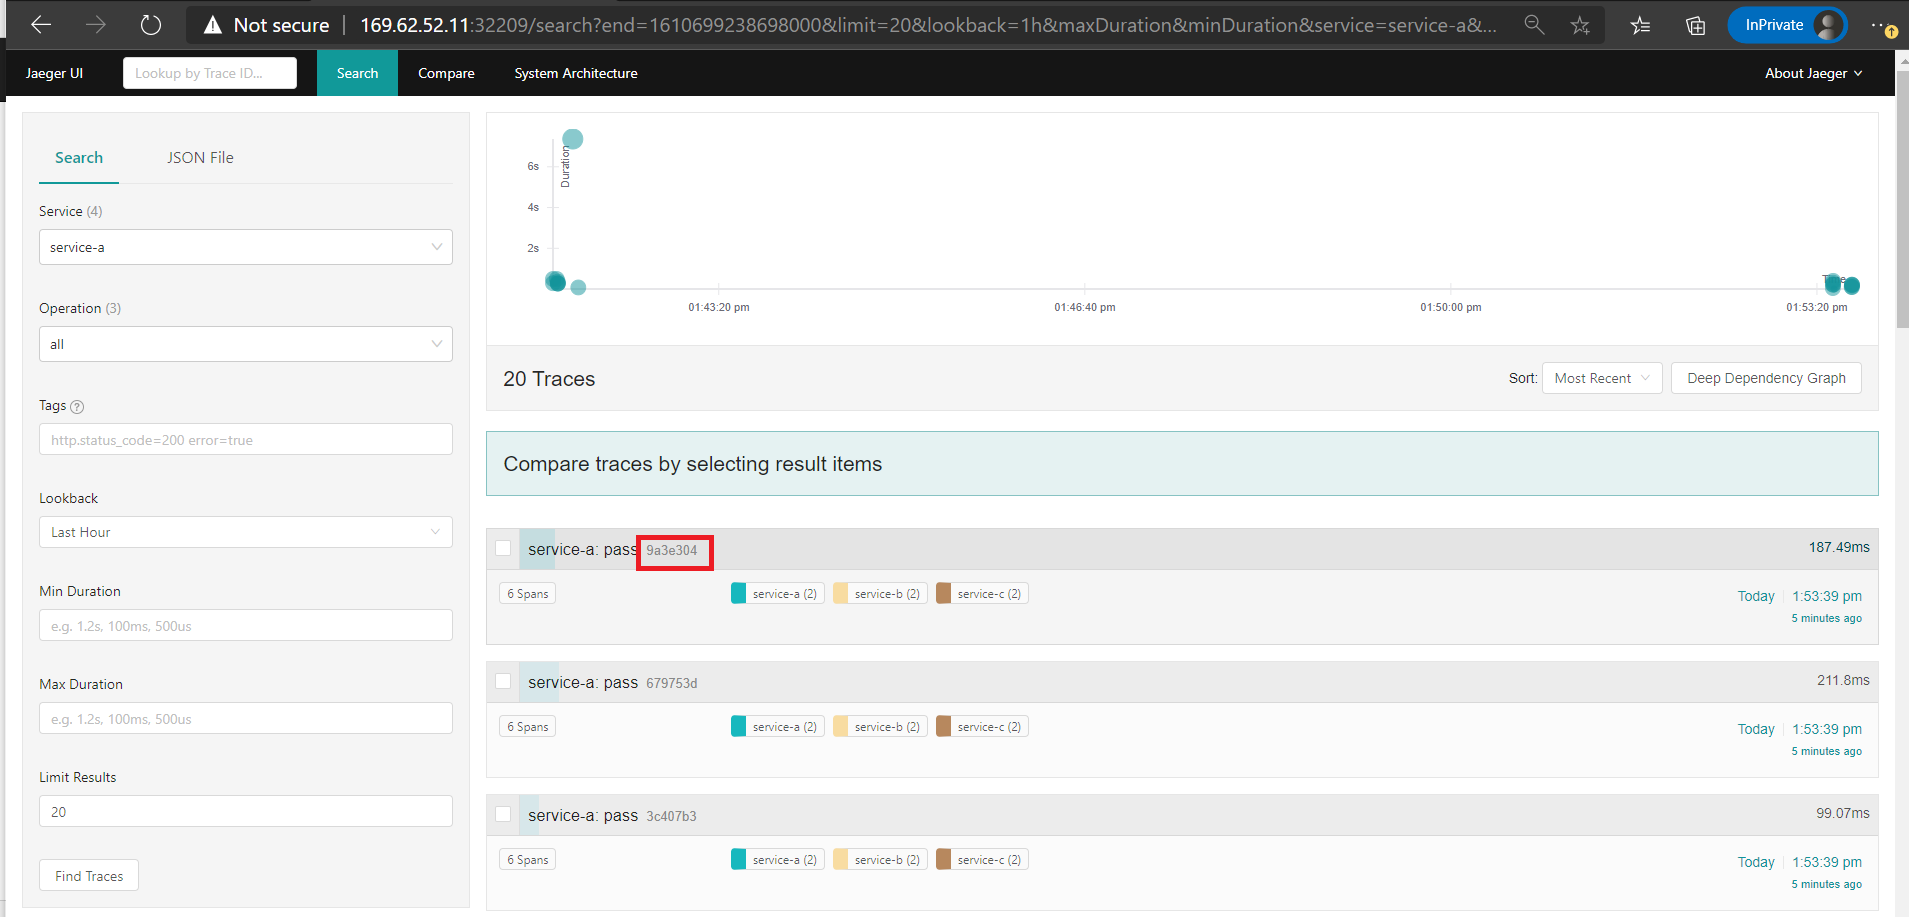 Not secure 169.62.52.11:32209/search?end=1610699238698000&limit=20&lookback=1h&maxDuration&minDuration&service=service-a&... InPrivate
Jaeger UI Lookup by Trace ID... Search Compare System Architecture About Jaeger
Search JSON File
Service (4)
service-a
Operation (3)
all
Tags ?
http.status_code=200 error=true
Lookback
Last Hour
Min Duration
e.g. 1.2s, 100ms, 500us
Max Duration
e.g. 1.2s, 100ms, 500us
Limit Results
20
Find Traces
Duration
6s
4s
2s
01:43:20 pm 01:46:40 pm 01:50:00 pm 01:53:20 pm
20 Traces Sort: Most Recent Deep Dependency Graph
Compare traces by selecting result items
service-a: pass 9a3e304 187.49ms
6 Spans service-a (2) service-b (2) service-c (2) Today 1:53:39 pm
5 minutes ago
service-a: pass 679753d 211.8ms
6 Spans service-a (2) service-b (2) service-c (2) Today 1:53:39 pm
5 minutes ago
service-a: pass 3c407b3 99.07ms
6 Spans service-a (2) service-b (2) service-c (2) Today 1:53:39 pm
5 minutes ago